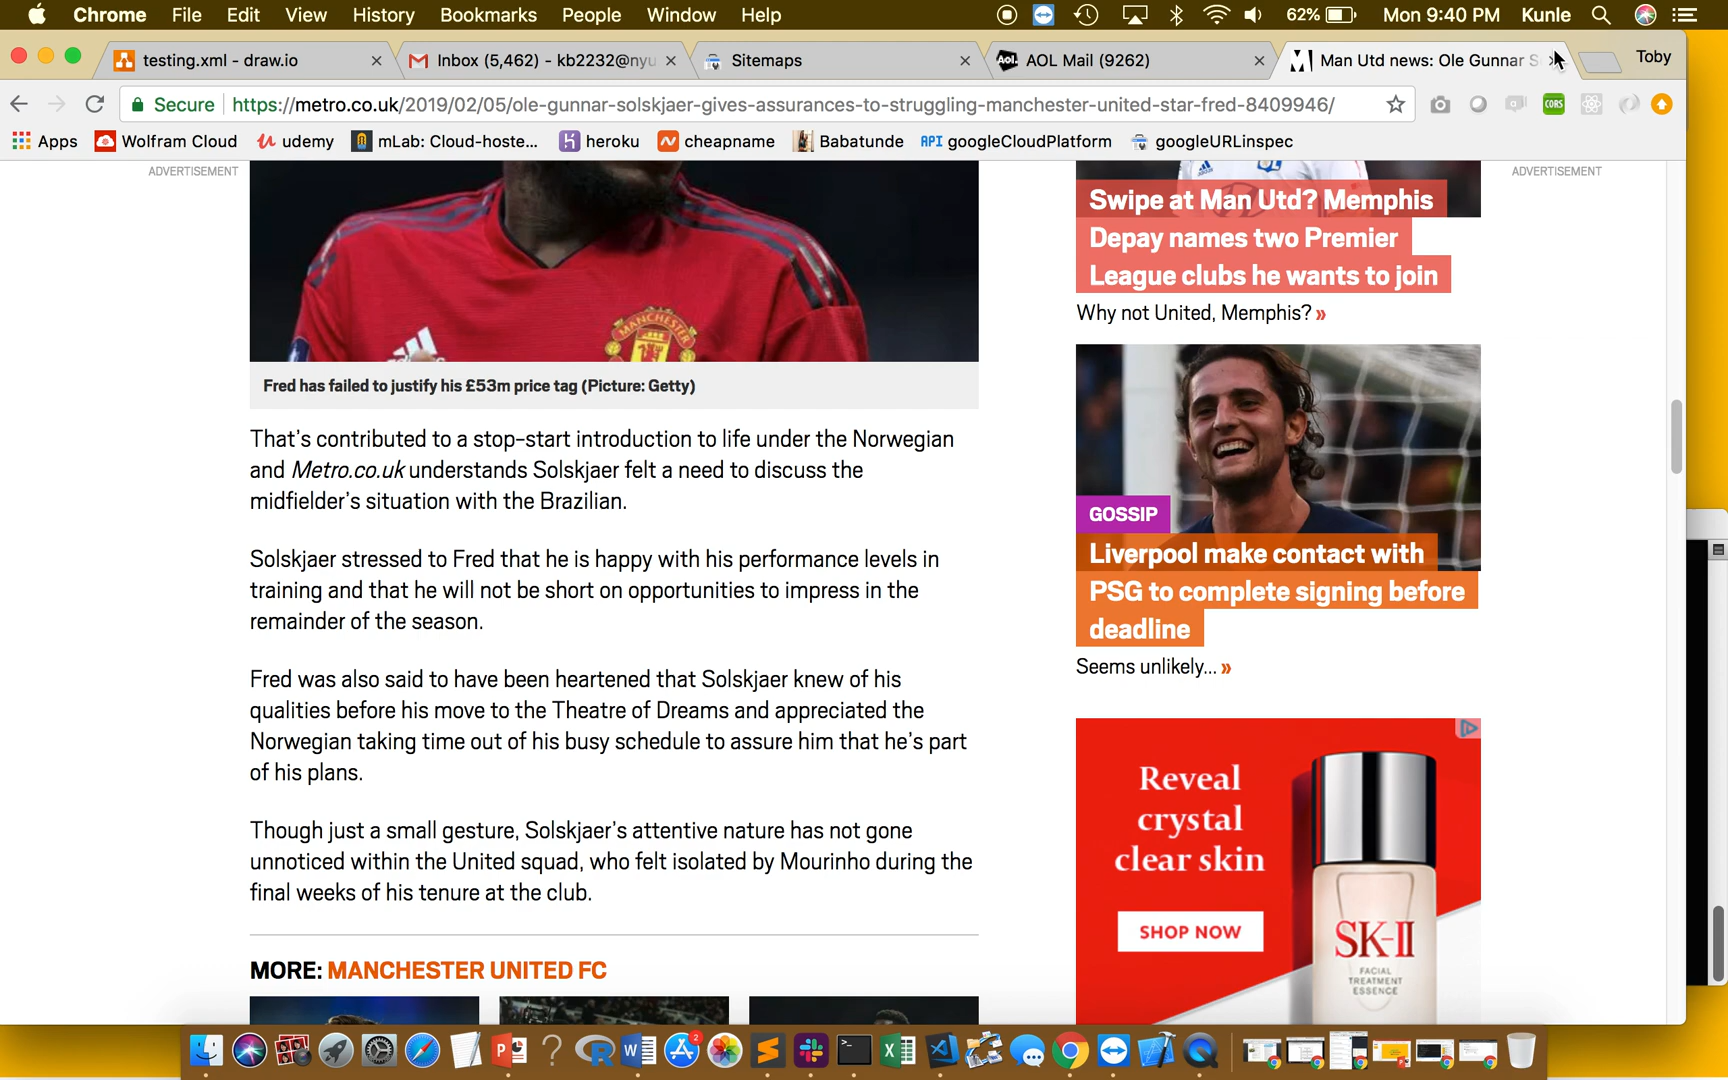 Chrome File Edit View History Bookmarks People Window Help 62% Mon 9:40 PM Kunle
testing.xml - draw.io Inbox (5,462) - kb2232@nyu Sitemaps AOL Mail (9262) Man Utd news: Ole Gunnar S Toby
Secure https://metro.co.uk/2019/02/05/ole-gunnar-solskjaer-gives-assurances-to-struggling-manchester-united-star-fred-8409946/
Apps Wolfram Cloud udemy mLab: Cloud-hoste... heroku cheapname Babatunde API googleCloudPlatform googleURLinspec
ADVERTISEMENT
MANCHESTER
Fred has failed to justify his £53m price tag (Picture: Getty)
That's contributed to a stop-start introduction to life under the Norwegian
and Metro.co.uk understands Solskjaer felt a need to discuss the
midfielder's situation with the Brazilian.
Solskjaer stressed to Fred that he is happy with his performance levels in
training and that he will not be short on opportunities to impress in the
remainder of the season.
Fred was also said to have been heartened that Solskjaer knew of his
qualities before his move to the Theatre of Dreams and appreciated the
Norwegian taking time out of his busy schedule to assure him that he's part
of his plans.
Though just a small gesture, Solskjaer's attentive nature has not gone
unnoticed within the United squad, who felt isolated by Mourinho during the
final weeks of his tenure at the club.
MORE: MANCHESTER UNITED FC
Swipe at Man Utd? Memphis
Depay names two Premier
League clubs he wants to join
Why not United, Memphis? »
GOSSIP
Liverpool make contact with
PSG to complete signing before
deadline
Seems unlikely... »
Reveal
crystal
clear skin
SHOP NOW
SK-II
FACIAL
TREATMENT
ESSENCE
ADVERTISEMENT